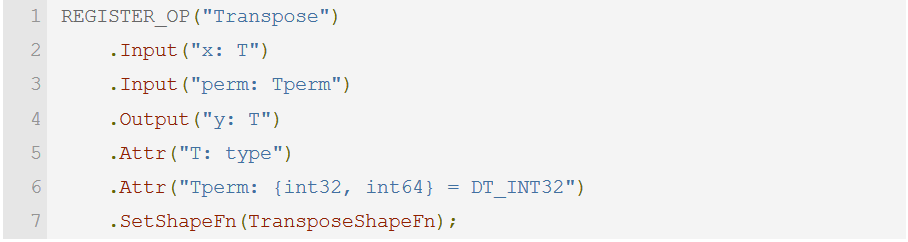 1 REGISTER_OP("Transpose")
2     .Input("x: T")
3     .Input("perm: Tperm")
4     .Output("y: T")
5     .Attr("T: type")
6     .Attr("Tperm: {int32, int64} = DT_INT32")
7     .SetShapeFn(TransposeShapeFn);